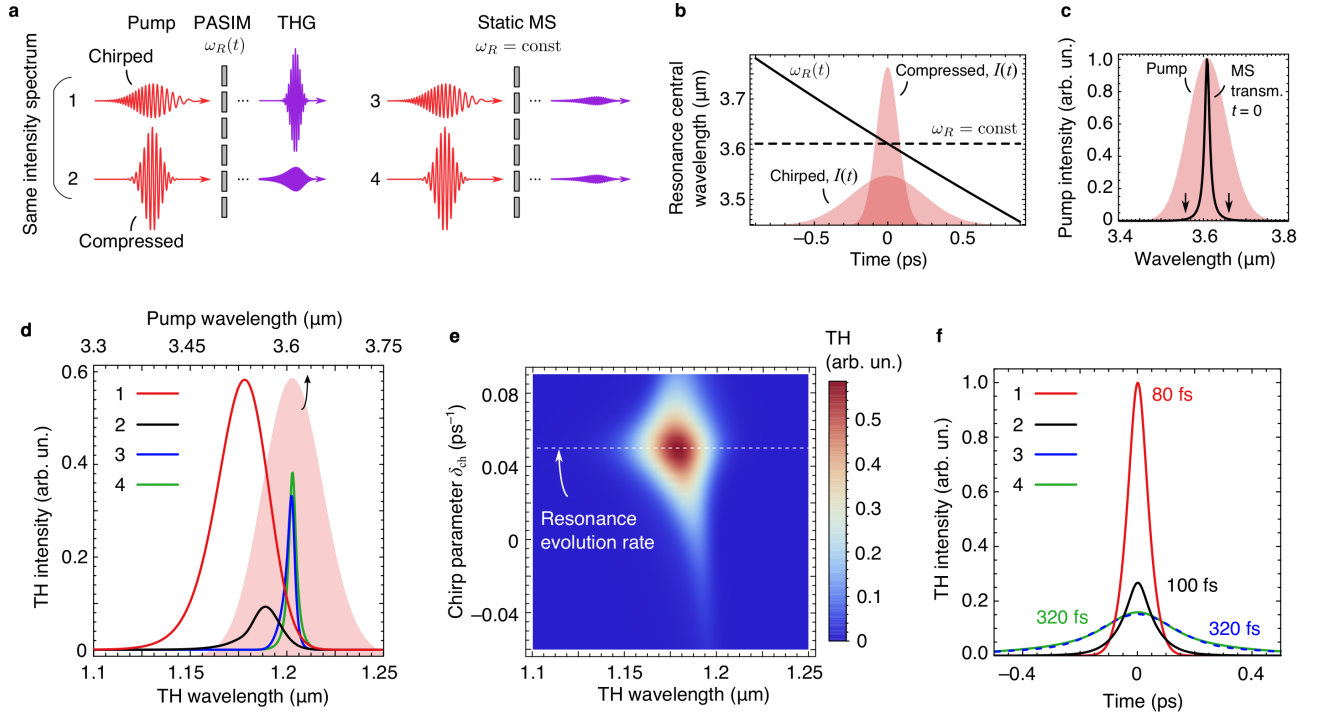 a
Pump PASIM THG Static MS
ω_R(t) ω_R = const
Same intensity spectrum
Chirped
1 ... 3 ...
2 ... 4 ...
Compressed
b
Resonance central
wavelength (μm)
3.7
3.6
3.5
ω_R(t)
Compressed, I(t)
ω_R = const
Chirped, I(t)
−0.5 0 0.5
Time (ps)
c
Pump intensity (arb. un.)
1.0
0.8
0.6
0.4
0.2
0
Pump
MS
transm.
t = 0
3.4 3.6 3.8
Wavelength (μm)
d
Pump wavelength (μm)
3.3 3.45 3.6 3.75
TH intensity (arb. un.)
0.6
0.4
0.2
0
1
2
3
4
1.1 1.15 1.2 1.25
TH wavelength (μm)
e
Chirp parameter δ_ch (ps⁻¹)
0.08
0.04
0
−0.04
Resonance
evolution rate
1.1 1.15 1.2 1.25
TH wavelength (μm)
TH
(arb. un.)
0.5
0.4
0.3
0.2
0.1
0
f
TH intensity (arb. un.)
1.0
0.8
0.6
0.4
0.2
0.0
1
2
3
4
80 fs
100 fs
320 fs
320 fs
−0.4 0 0.4
Time (ps)